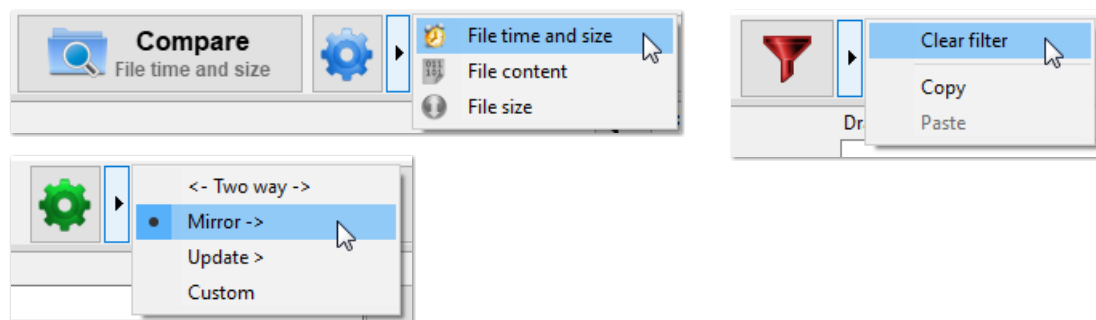 Compare
File time and size
File time and size
File content
File size
Clear filter
Copy
Paste
Dr
<- Two way ->
Mirror ->
Update >
Custom